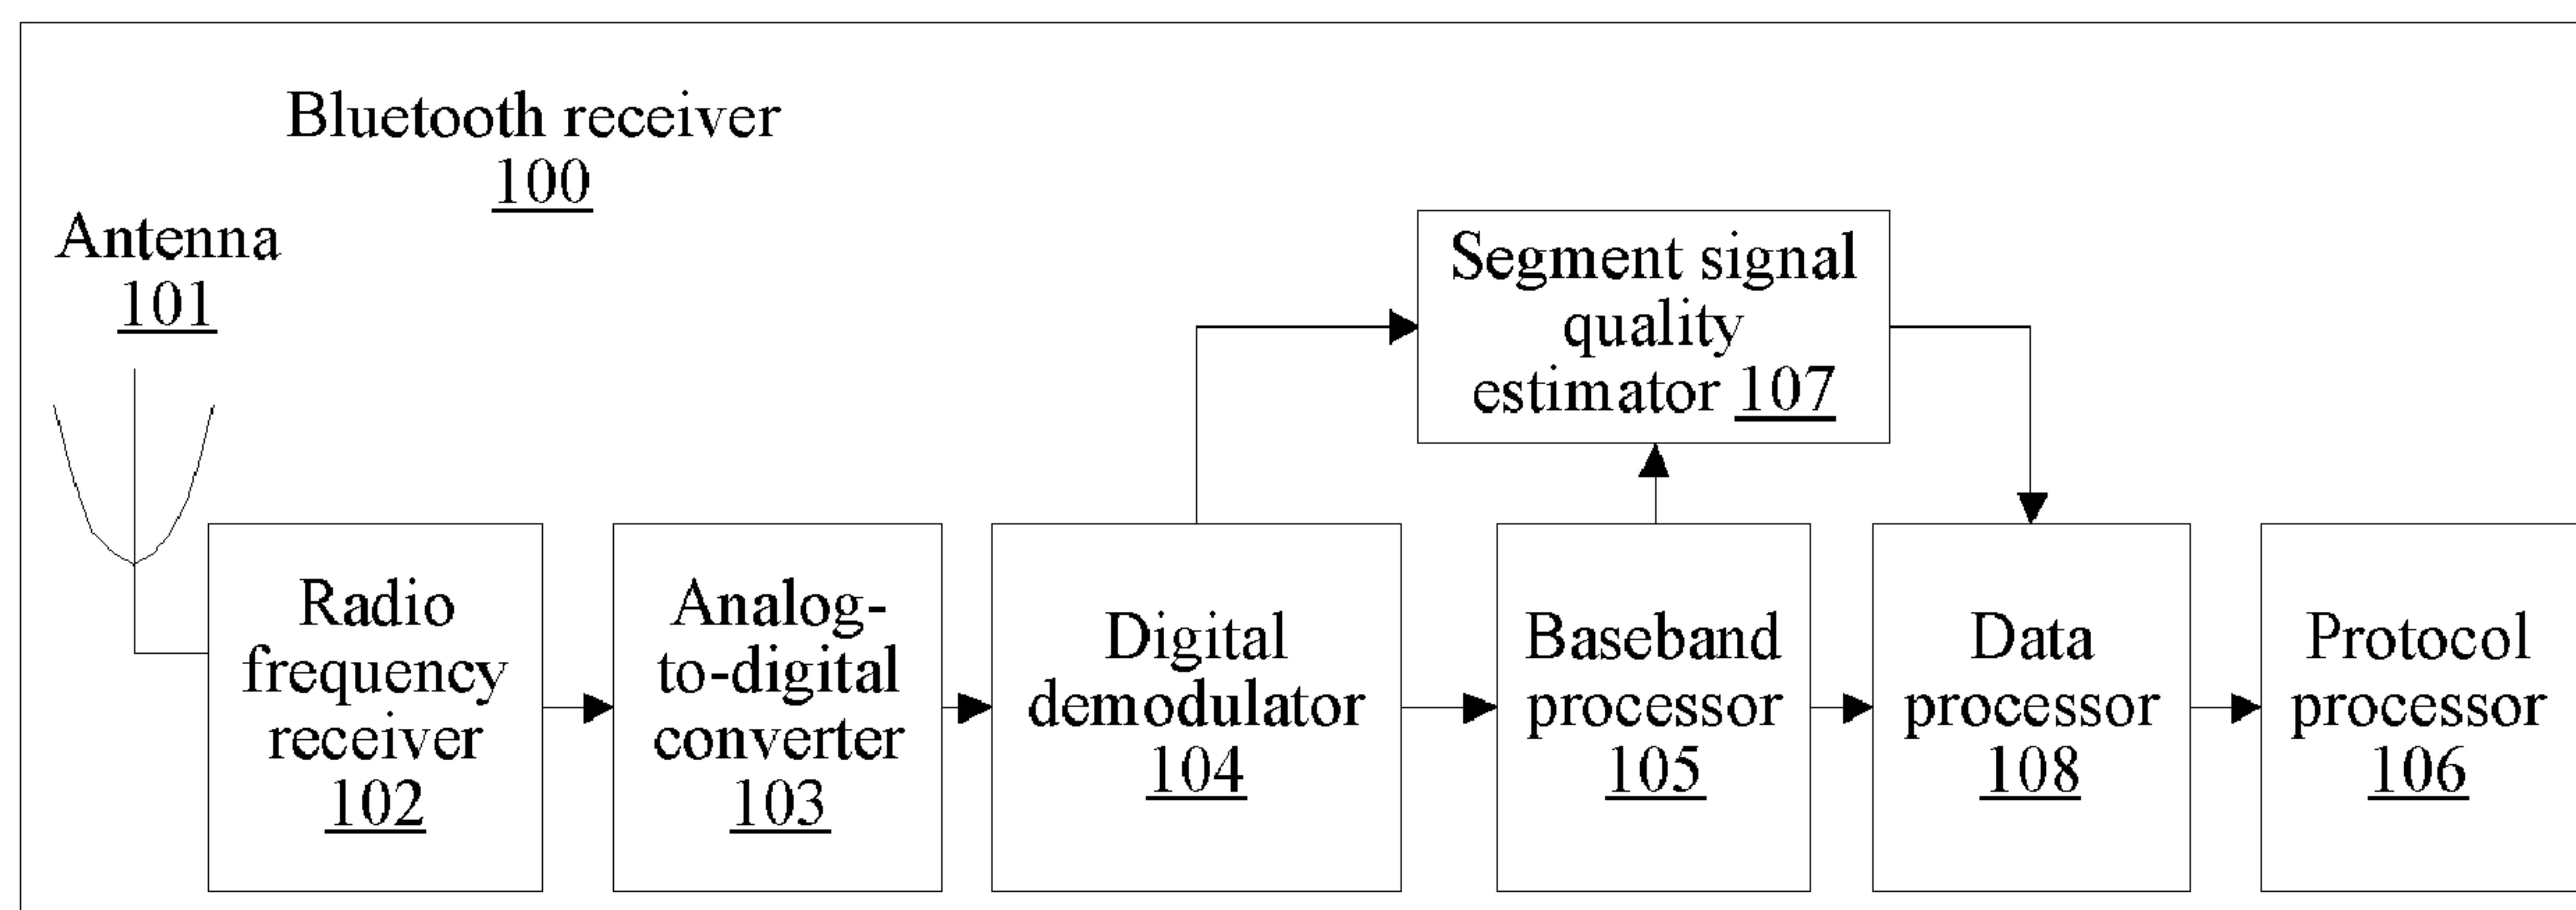 Bluetooth receiver
100
Antenna
101
Segment signal
quality
estimator 107
Radio
frequency
receiver
102
Analog-
to-digital
converter
103
Digital
demodulator
104
Baseband
processor
105
Data
processor
108
Protocol
processor
106